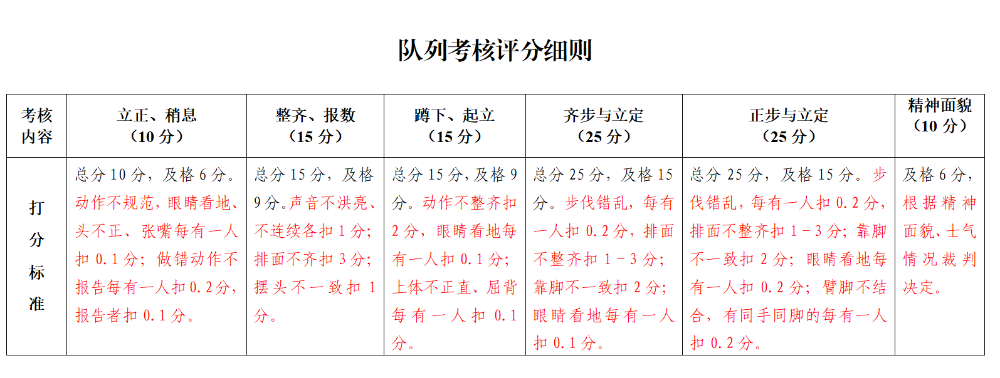 队列考核评分细则
考核
内容
立正、稍息
（10 分）
整齐、报数
（15 分）
蹲下、起立
（15 分）
齐步与立定
（25 分）
正步与立定
（25 分）
精神面貌
（10 分）
打
分
标
准
总分 10 分，及格 6 分。
动作不规范，眼睛看地、
头不正、张嘴每有一人
扣 0.1 分；做错动作不
报告每有一人扣 0.2 分，
报告者扣 0.1 分。
总分 15 分，及格
9 分。声音不洪亮、
不连续各扣 1 分；
排面不齐扣 3 分；
摆头不一致扣 1
分。
总分 15 分，及格 9
分。动作不整齐扣
2 分，眼睛看地每
有一人扣 0.1 分；
上体不正直、屈背
每有一人扣 0.1
分。
总分 25 分，及格 15
分。步伐错乱，每有
一人扣 0.2 分，排面
不整齐扣 1－3 分；
靠脚不一致扣 2 分；
眼睛看地每有一人
扣 0.1 分。
总分 25 分，及格 15 分。步
伐错乱，每有一人扣 0.2 分，
排面不整齐扣 1－3 分；靠脚
不一致扣 2 分；眼睛看地每
有一人扣 0.2 分；臂脚不结
合，有同手同脚的每有一人
扣 0.2 分。
及格 6 分，
根据精神
面貌、士气
情况裁判
决定。